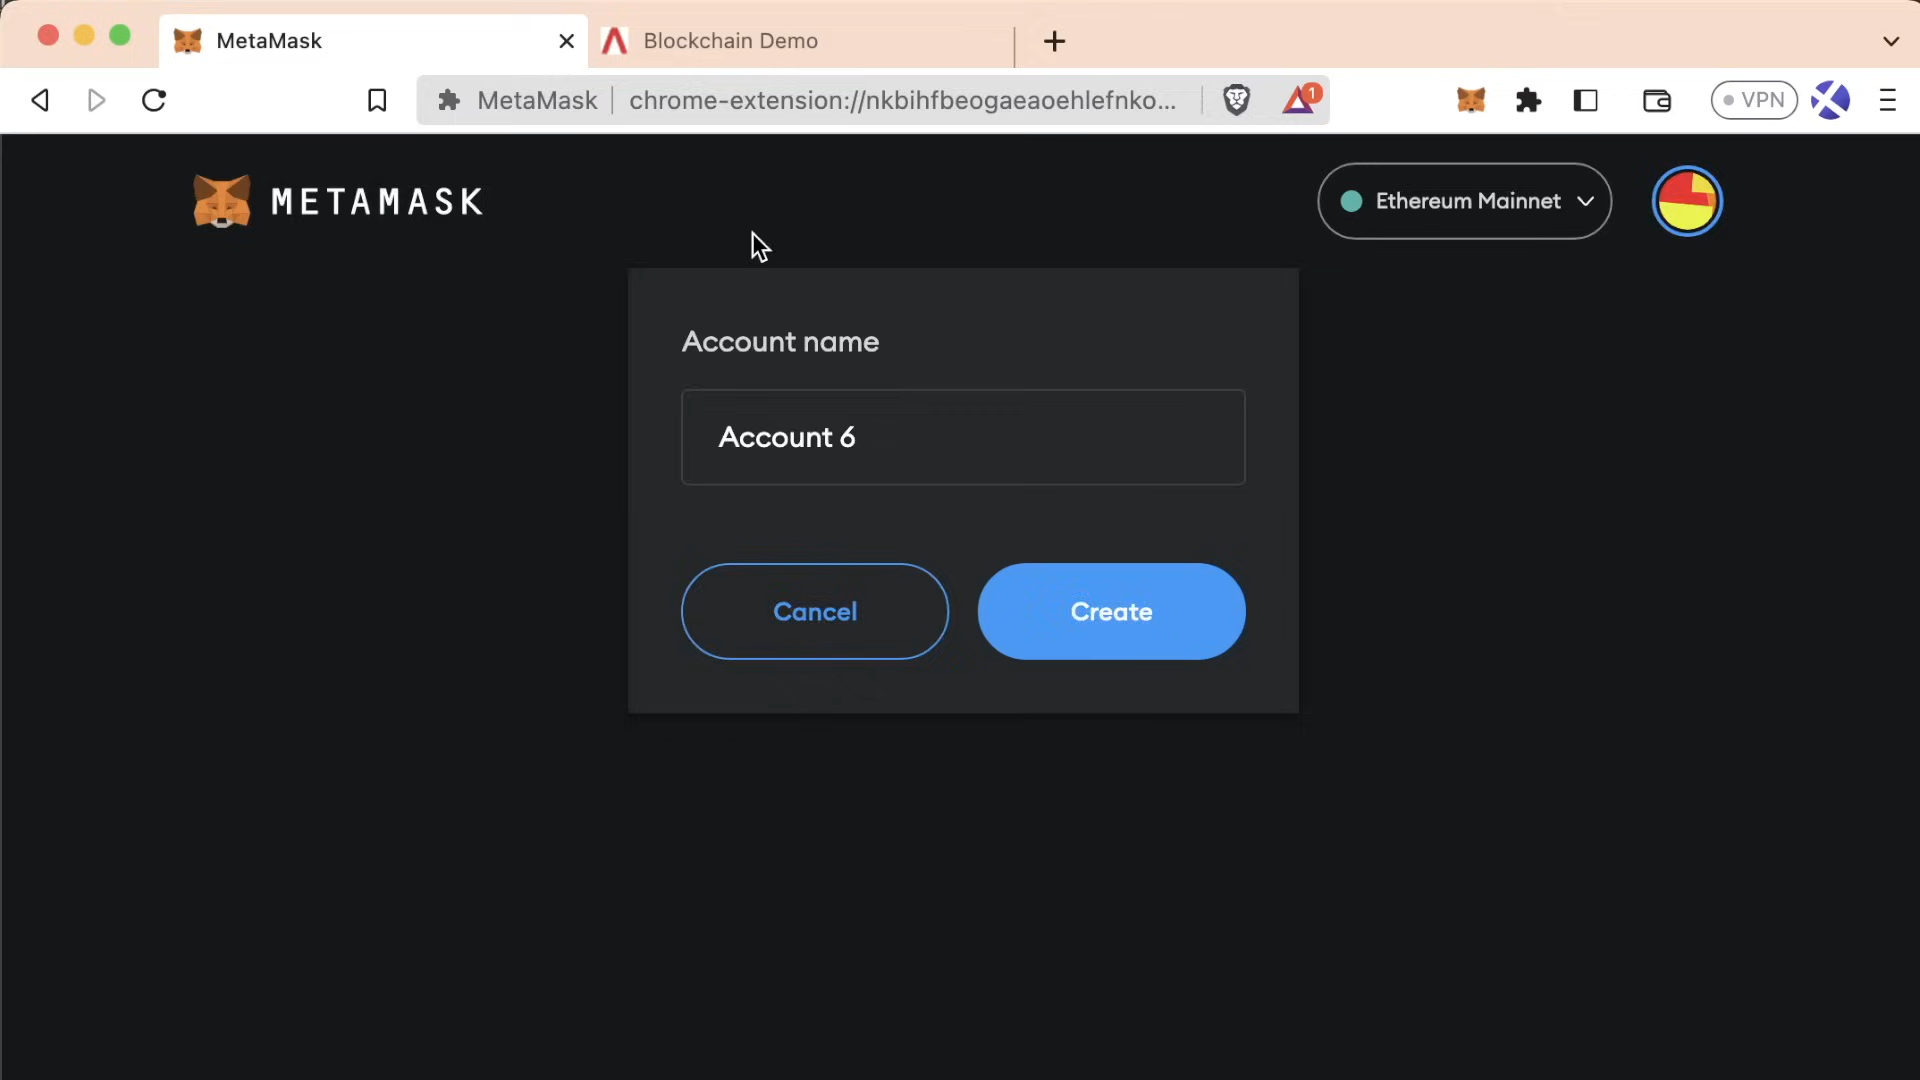 MetaMask
Blockchain Demo
MetaMask
chrome-extension://nkbihfbeogaeaoehlefnko...
1
VPN
METAMASK
Ethereum Mainnet
Account name
Account 6
Cancel
Create